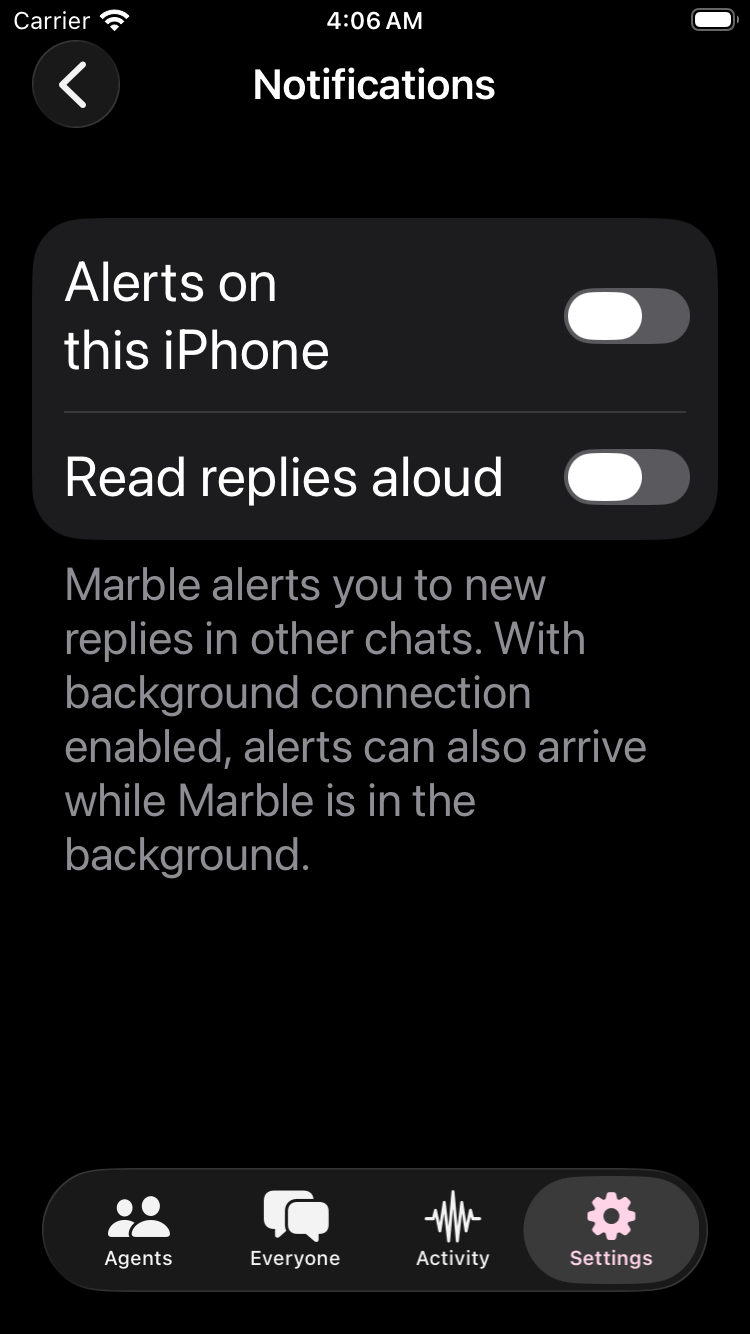 Carrier 4:06 AM
Notifications
Alerts on
this iPhone
Read replies aloud
Marble alerts you to new
replies in other chats. With
background connection
enabled, alerts can also arrive
while Marble is in the
background.
Agents Everyone Activity Settings